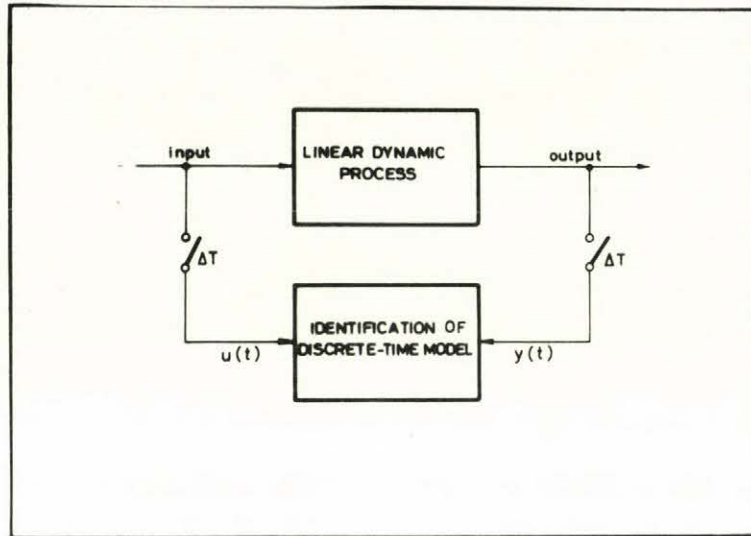 input
LINEAR DYNAMIC
PROCESS
output
ΔT
ΔT
IDENTIFICATION OF
DISCRETE-TIME MODEL
u(t)
y(t)